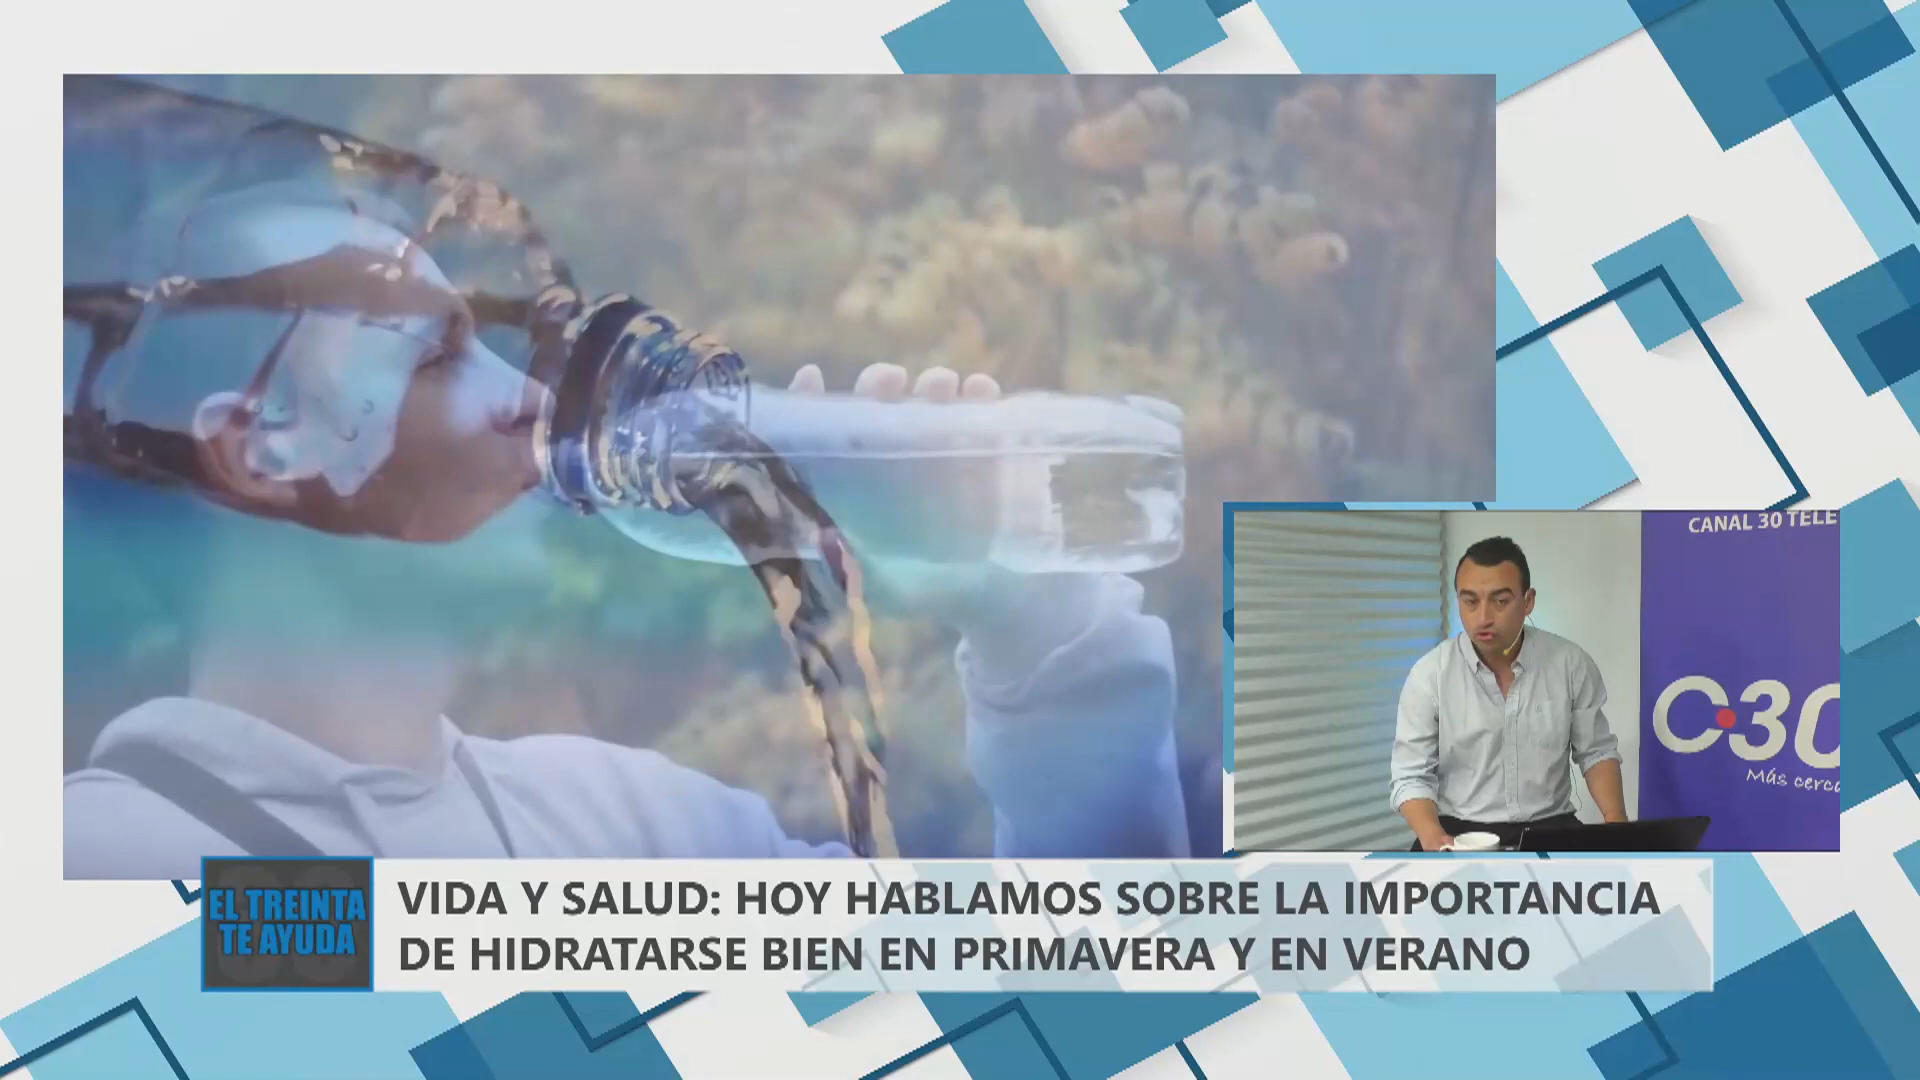 CANAL 30 TELE
C30
Más cerca
EL TREINTA
TE AYUDA
VIDA Y SALUD: HOY HABLAMOS SOBRE LA IMPORTANCIA
DE HIDRATARSE BIEN EN PRIMAVERA Y EN VERANO